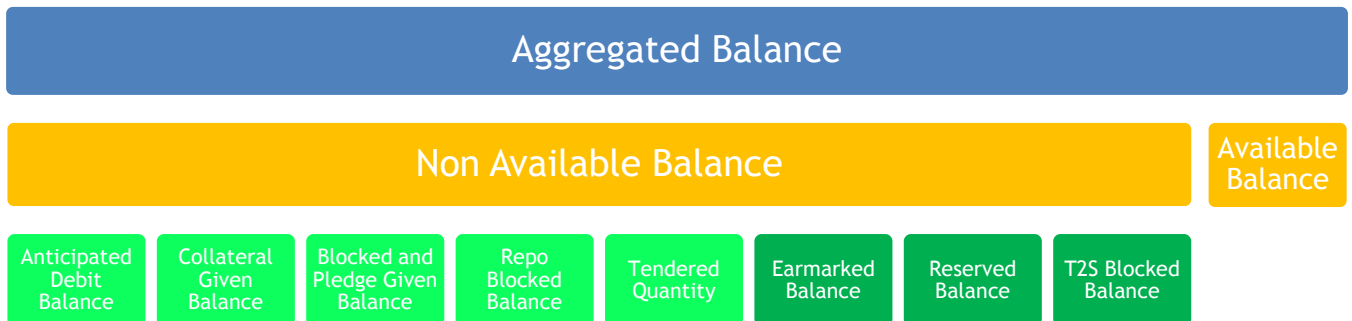 Aggregated Balance
Non Available Balance
Available
Balance
Anticipated
Debit
Balance
Collateral
Given
Balance
Blocked and
Pledge Given
Balance
Repo
Blocked
Balance
Tendered
Quantity
Earmarked
Balance
Reserved
Balance
T2S Blocked
Balance